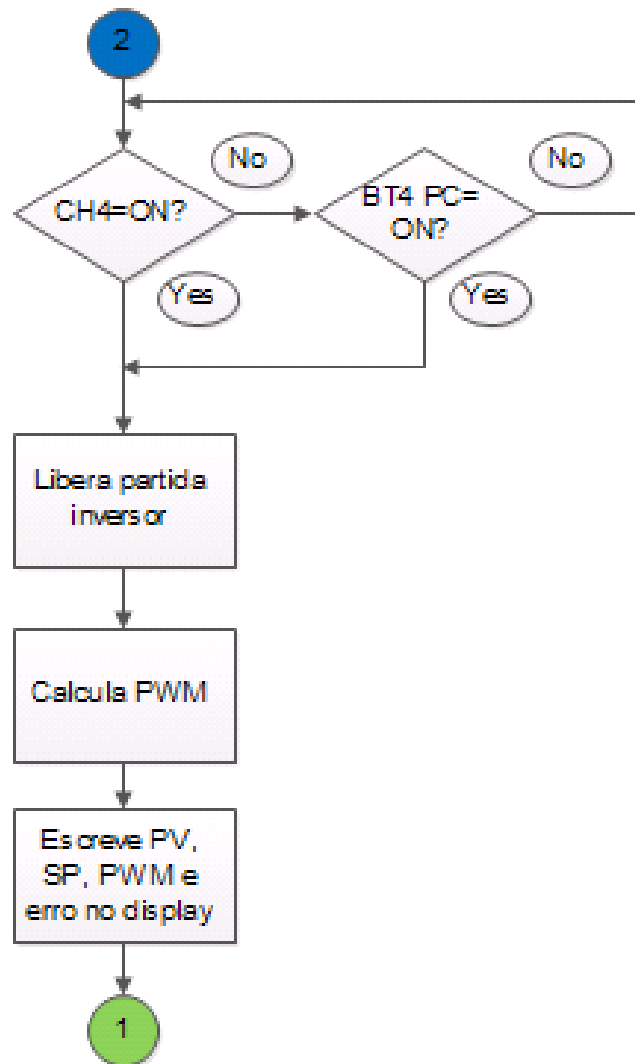 2
No
No
CH4=ON?
BT4 PC=
ON?
Yes
Yes
Libera partida
inversor
Calcula PWM
Escreve PV,
SP, PWM e
erro no display
1